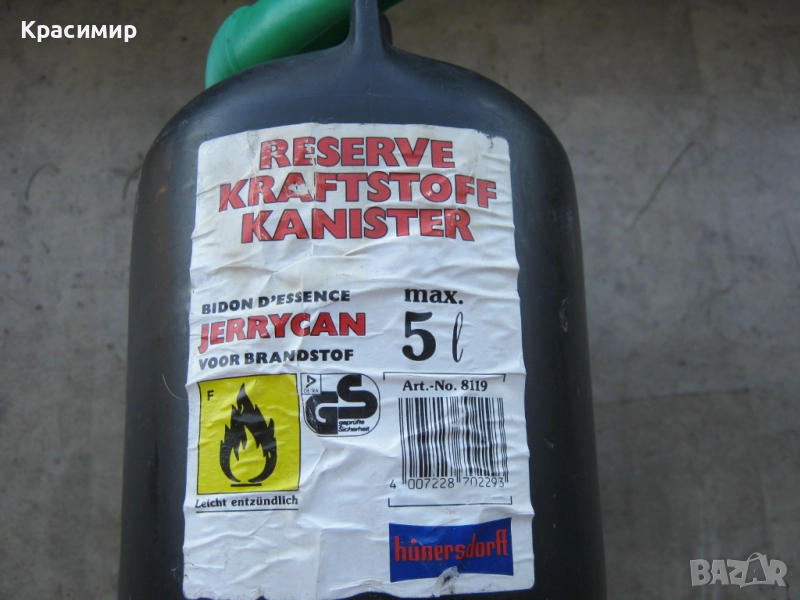 Красимир
RESERVE
KRAFTSTOFF
KANISTER
BIDON D'ESSENCE
JERRYCAN
VOOR BRANDSTOF
max.
5 l
F
Leicht entzündlich
GS
geprüfte
Sicherheit
Art.-No. 8119
4 007228 702293
hünersdorff
BAZAR